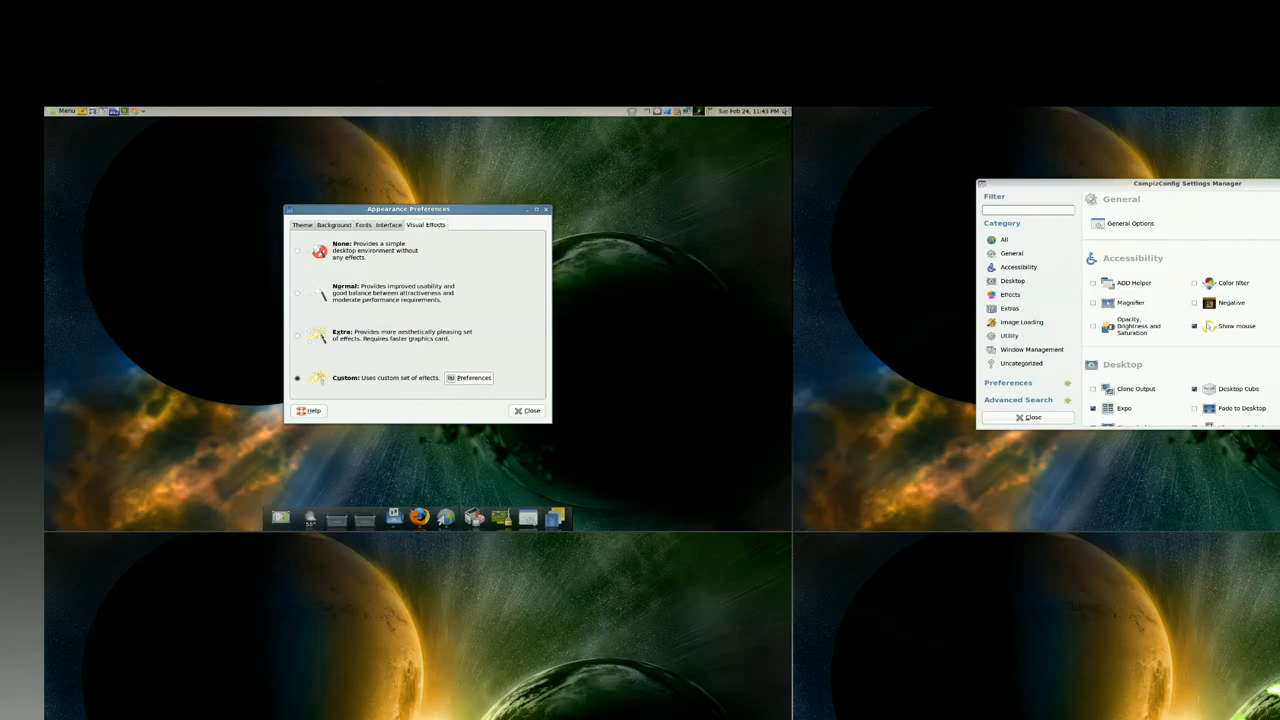 Menu
Tue Feb 24, 11:43 PM
Appearance Preferences
Theme Background Fonts Interface Visual Effects
None: Provides a simple
desktop environment without
any effects.
Normal: Provides improved usability and
good balance between attractiveness and
moderate performance requirements.
Extra: Provides more aesthetically pleasing set
of effects. Requires faster graphics card.
Custom: Uses custom set of effects.
Preferences
Help
Close
55°
CompizConfig Settings Manager
Filter
Category
All
General
Accessibility
Desktop
Effects
Extras
Image Loading
Utility
Window Management
Uncategorized
Preferences
Advanced Search
Close
General
General Options
Accessibility
ADD Helper
Color filter
Magnifier
Negative
Opacity,
Brightness and
Saturation
Show mouse
Desktop
Clone Output
Desktop Cube
Expo
Fade to Desktop